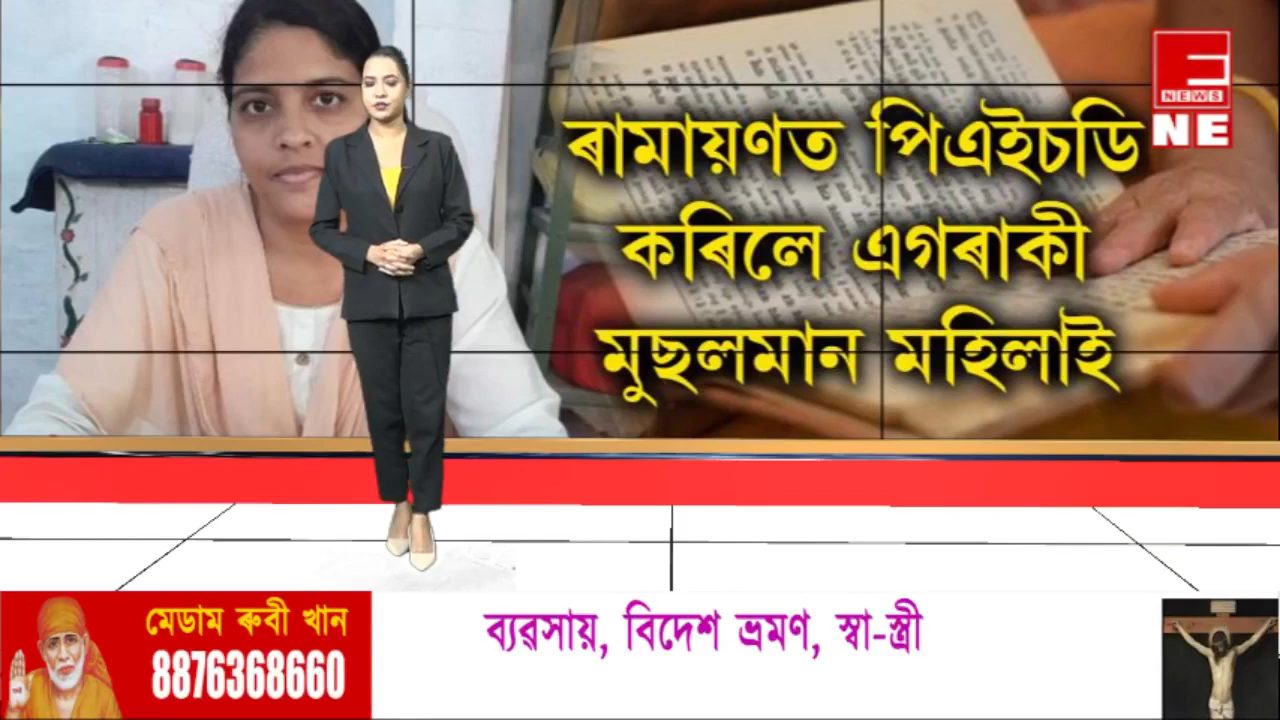 ৰামায়ণত পিএইচডি
কৰিলে এগৰাকী
মুছলমান মহিলাই
NEWS
NE
মেডাম ৰুবী খান
8876368660
ব্যৱসায়, বিদেশ ভ্ৰমণ, স্বা-স্ত্ৰী